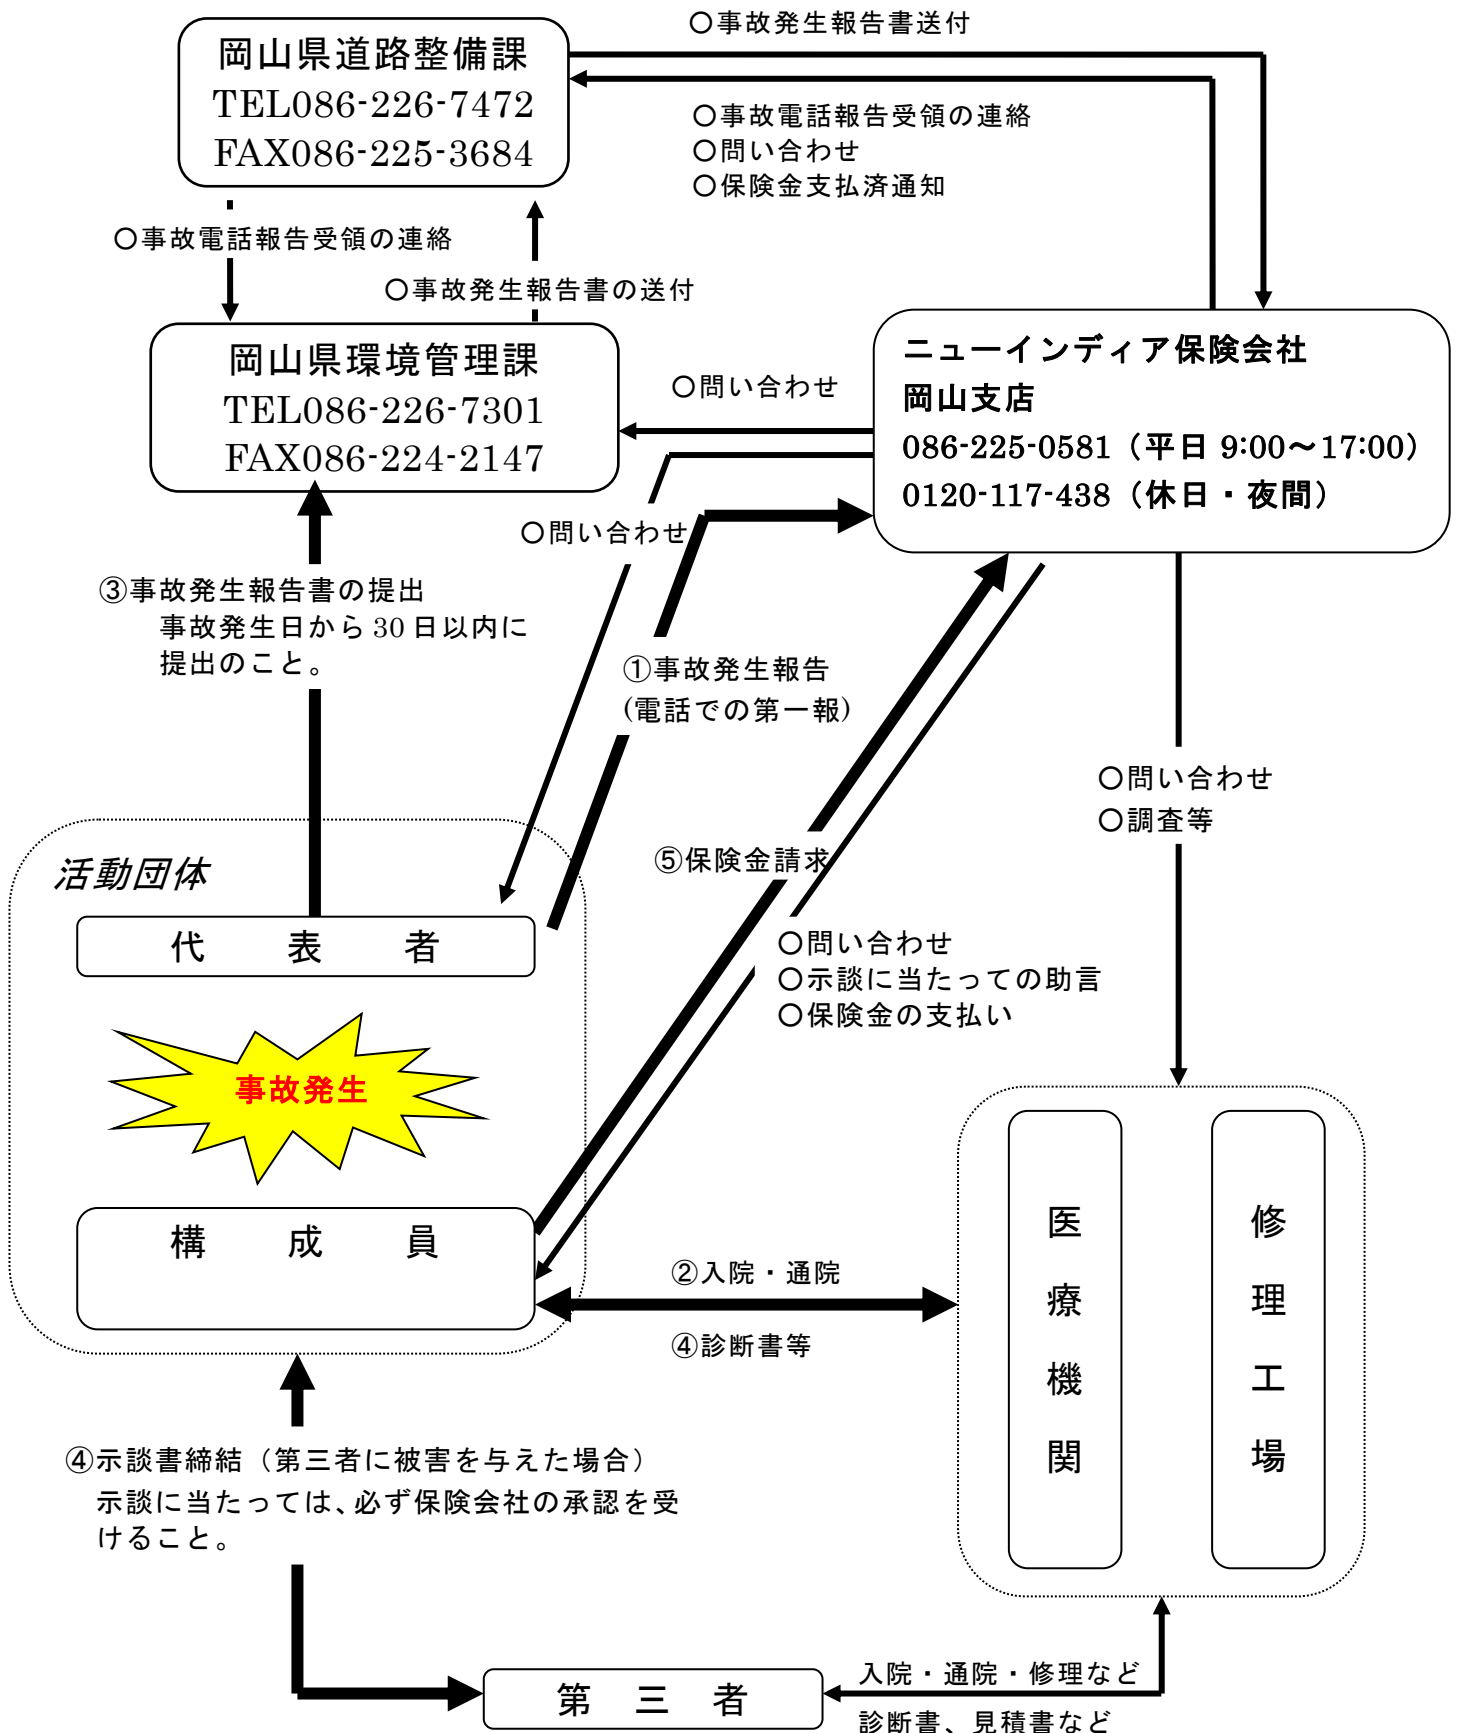 〇事故発生報告書送付
岡山県道路整備課
TEL086-226-7472
FAX086-225-3684
〇事故電話報告受領の連絡
〇問い合わせ
〇保険金支払済通知
〇事故電話報告受領の連絡
〇事故発生報告書の送付
岡山県環境管理課
TEL086-226-7301
FAX086-224-2147
〇問い合わせ
ニューインディア保険会社
岡山支店
086-225-0581（平日 9:00～17:00）
0120-117-438（休日・夜間）
〇問い合わせ
③事故発生報告書の提出
事故発生日から 30 日以内に
提出のこと。
①事故発生報告
(電話での第一報)
〇問い合わせ
〇調査等
活動団体
⑤保険金請求
代表者
〇問い合わせ
〇示談に当たっての助言
〇保険金の支払い
事故発生
構成員
②入院・通院
④診断書等
医療機関
修理工場
④示談書締結（第三者に被害を与えた場合）
示談に当たっては、必ず保険会社の承認を受
けること。
第三者
入院・通院・修理など
診断書、見積書など